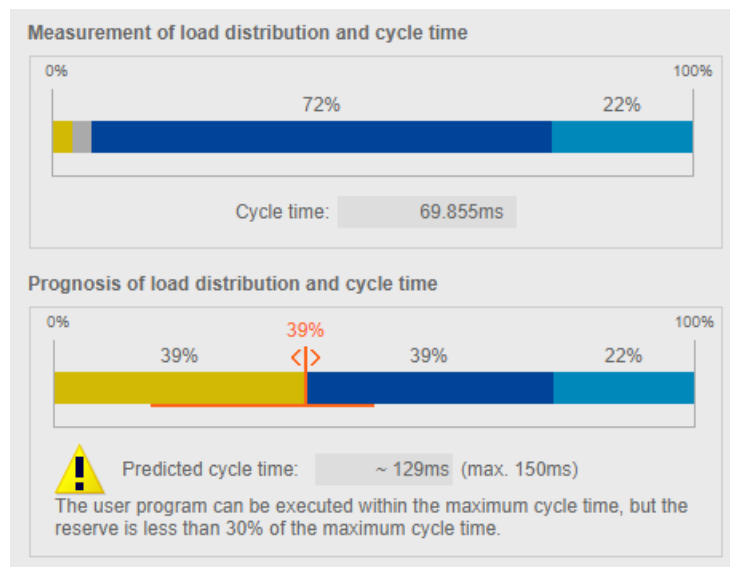 Measurement of load distribution and cycle time
0% 100%
72% 22%
Cycle time: 69.855ms
Prognosis of load distribution and cycle time
0% 39% 100%
39% 39% 22%
Predicted cycle time: ~ 129ms (max. 150ms)
The user program can be executed within the maximum cycle time, but the
reserve is less than 30% of the maximum cycle time.